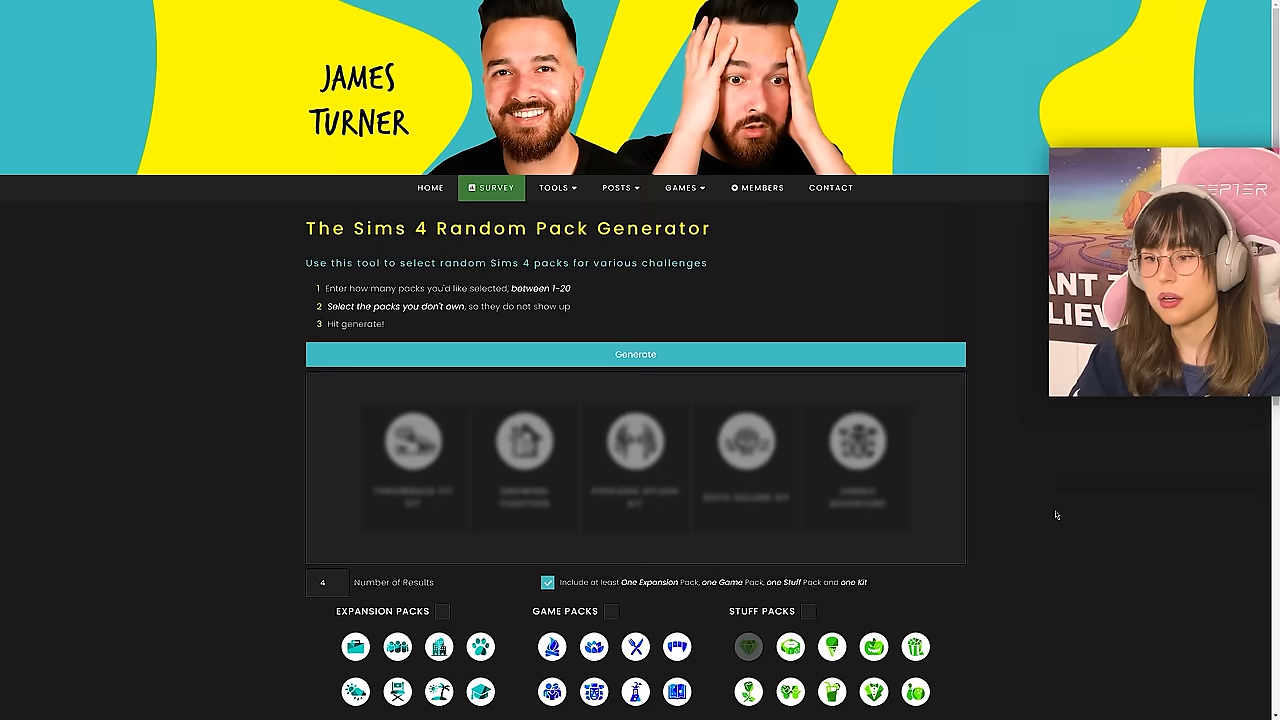 JAMES
TURNER
HOME
SURVEY
TOOLS
POSTS
GAMES
MEMBERS
CONTACT
The Sims 4 Random Pack Generator
Use this tool to select random Sims 4 packs for various challenges
1 Enter how many packs you'd like selected, between 1-20
2 Select the packs you don't own, so they do not show up
3 Hit generate!
Generate
4 Number of Results
Include at least One Expansion Pack, one Game Pack, one Stuff Pack and one Kit
EXPANSION PACKS
GAME PACKS
STUFF PACKS